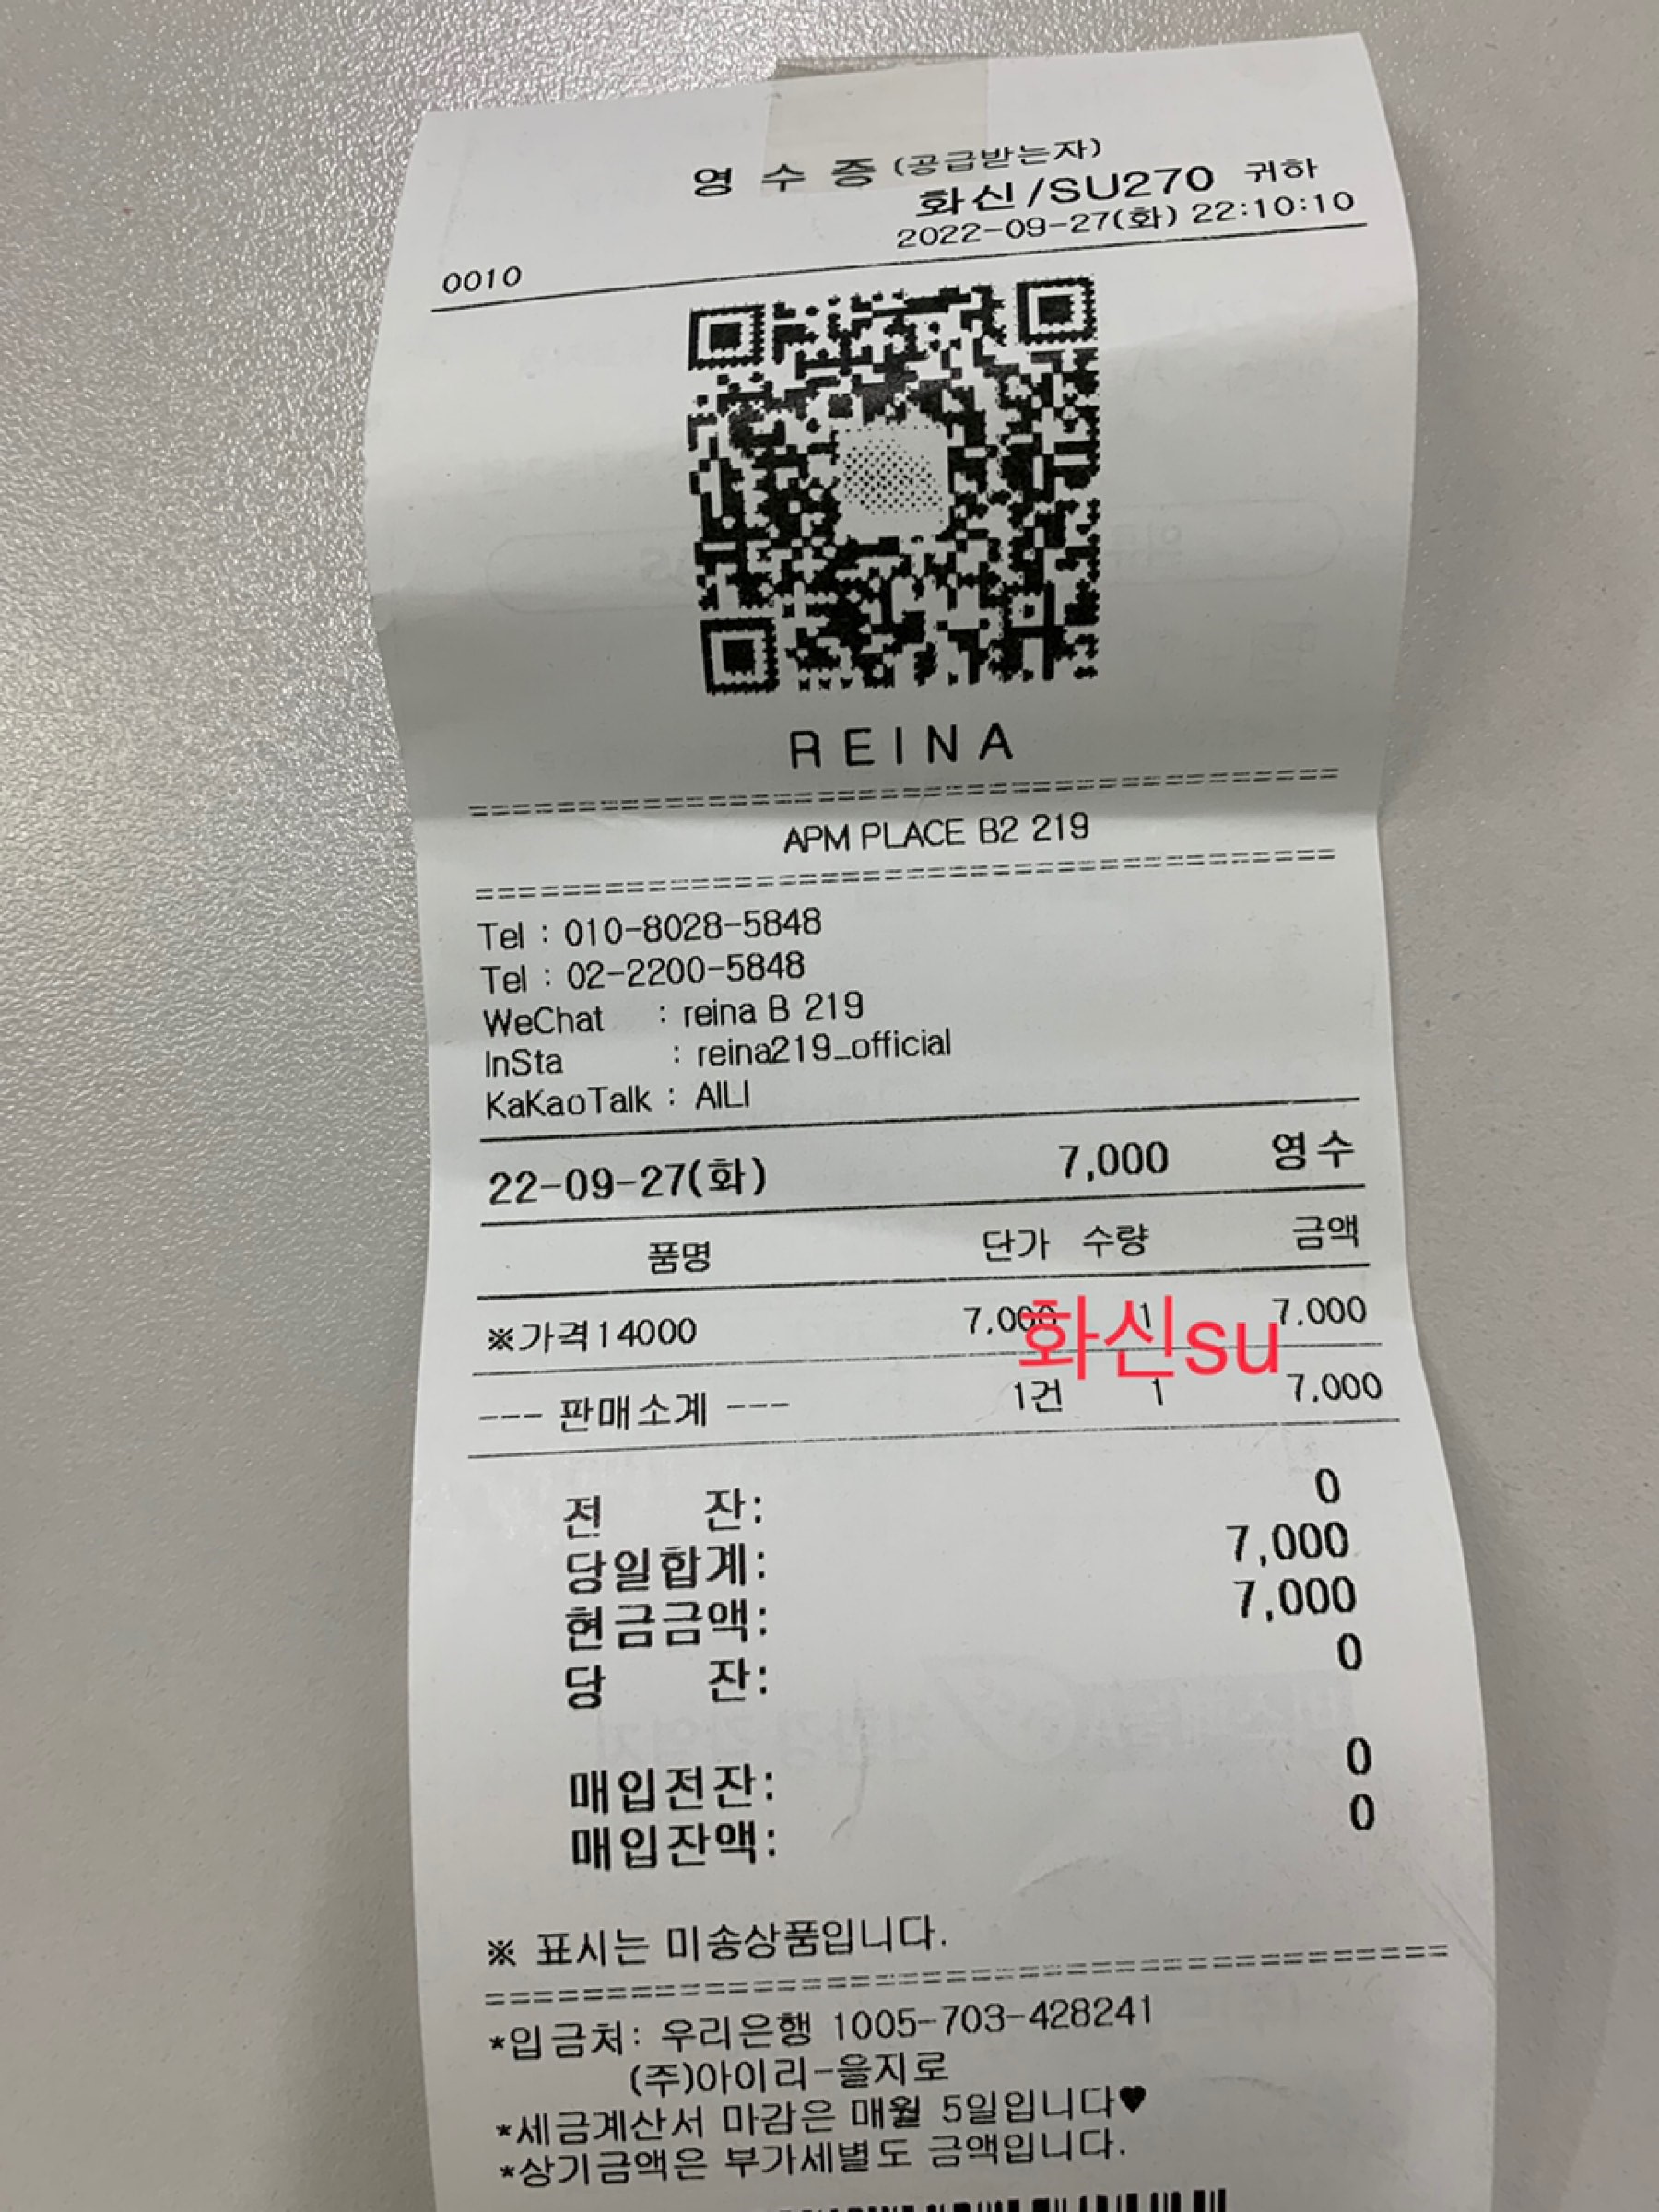 영 수 증 (공급받는자)
화신/SU270 귀하
2022-09-27(화) 22:10:10
0010
REINA
==========================================
APM PLACE B2 219
==========================================
Tel : 010-8028-5848
Tel : 02-2200-5848
WeChat : reina B 219
InSta : reina219_official
KaKaoTalk : AILI
22-09-27(화) 7,000 영수
품명 단가 수량 금액
※가격14000 7,000 1 7,000
화신su
--- 판매소계 --- 1건 1 7,000
전 잔: 0
당일합계: 7,000
현금금액: 7,000
당 잔: 0
매입전잔: 0
매입잔액: 0
※ 표시는 미송상품입니다.
==========================================
*입금처: 우리은행 1005-703-428241
(주)아이리-을지로
*세금계산서 마감은 매월 5일입니다♥
*상기금액은 부가세별도 금액입니다.